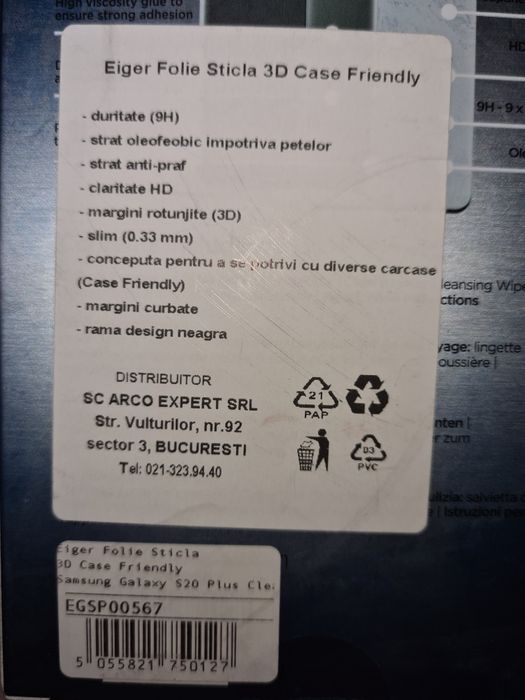 High viscosity glue to
ensure strong adhesion
HD
9H - 9 x
Eiger Folie Sticla 3D Case Friendly
- duritate (9H)
- strat oleofeobic impotriva petelor
- strat anti-praf
- claritate HD
- margini rotunjite (3D)
- slim (0.33 mm)
- conceputa pentru a se potrivi cu diverse carcase
(Case Friendly)
- margini curbate
- rama design neagra
DISTRIBUITOR
SC ARCO EXPERT SRL
Str. Vulturilor, nr.92
sector 3, BUCURESTI
Tel: 021-323.94.40
21
PAP
03
PVC
leansing Wipe
ctions
yage: lingette
oussière |
nten |
r zum
ulizia: salvietta
| Istruzioni per
Eiger Folie Sticla
3D Case Friendly
Samsung Galaxy S20 Plus Cle
EGSP00567
5 055821 750127